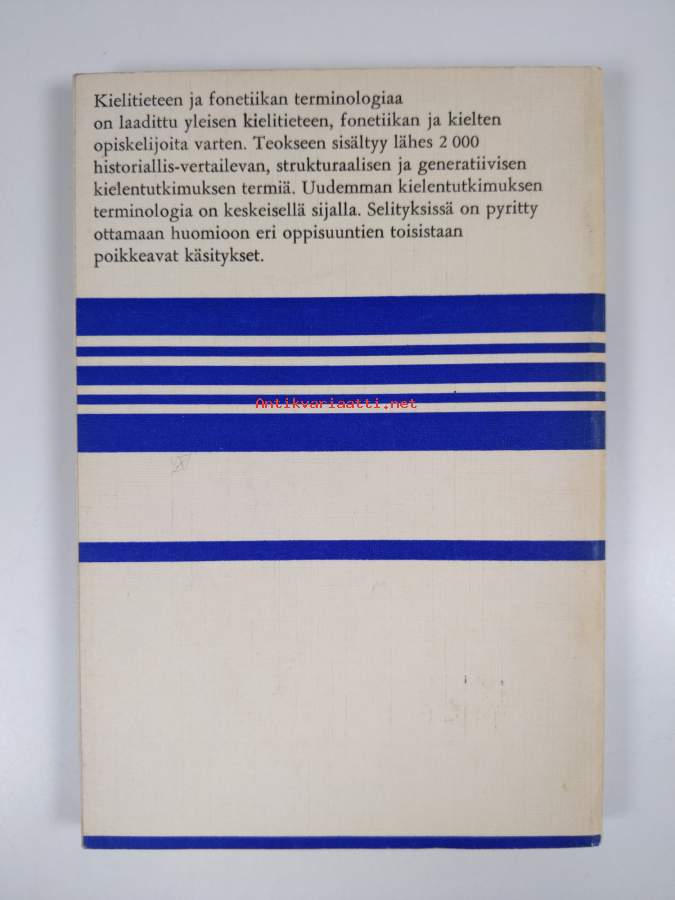 Kielitieteen ja fonetiikan terminologiaa
on laadittu yleisen kielitieteen, fonetiikan ja kielten
opiskelijoita varten. Teokseen sisältyy lähes 2 000
historiallis-vertailevan, strukturaalisen ja generatiivisen
kielentutkimuksen termiä. Uudemman kielentutkimuksen
terminologia on keskeisellä sijalla. Selityksissä on pyritty
ottamaan huomioon eri oppisuuntien toisistaan
poikkeavat käsitykset.
Antikvariaatti.net